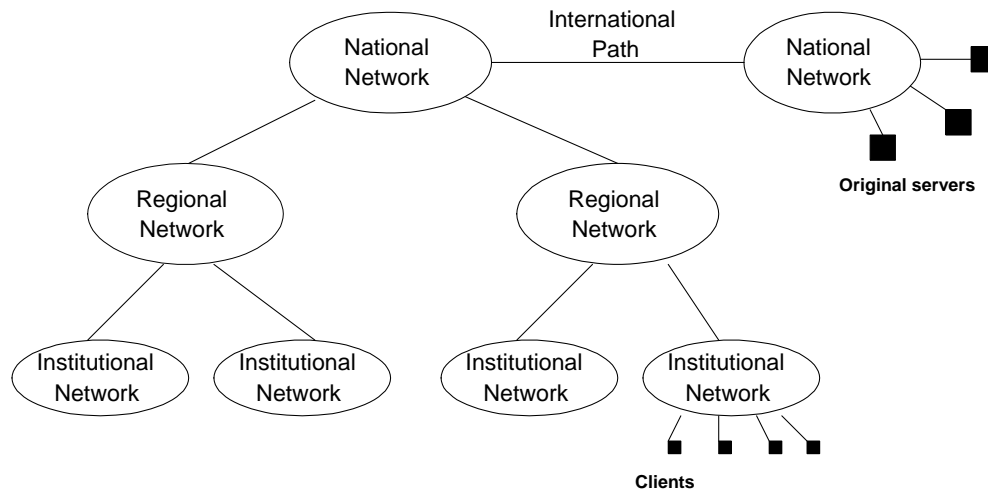 International
Path
National
Network
National
Network
Original servers
Regional
Network
Regional
Network
Institutional
Network
Institutional
Network
Institutional
Network
Institutional
Network
Clients